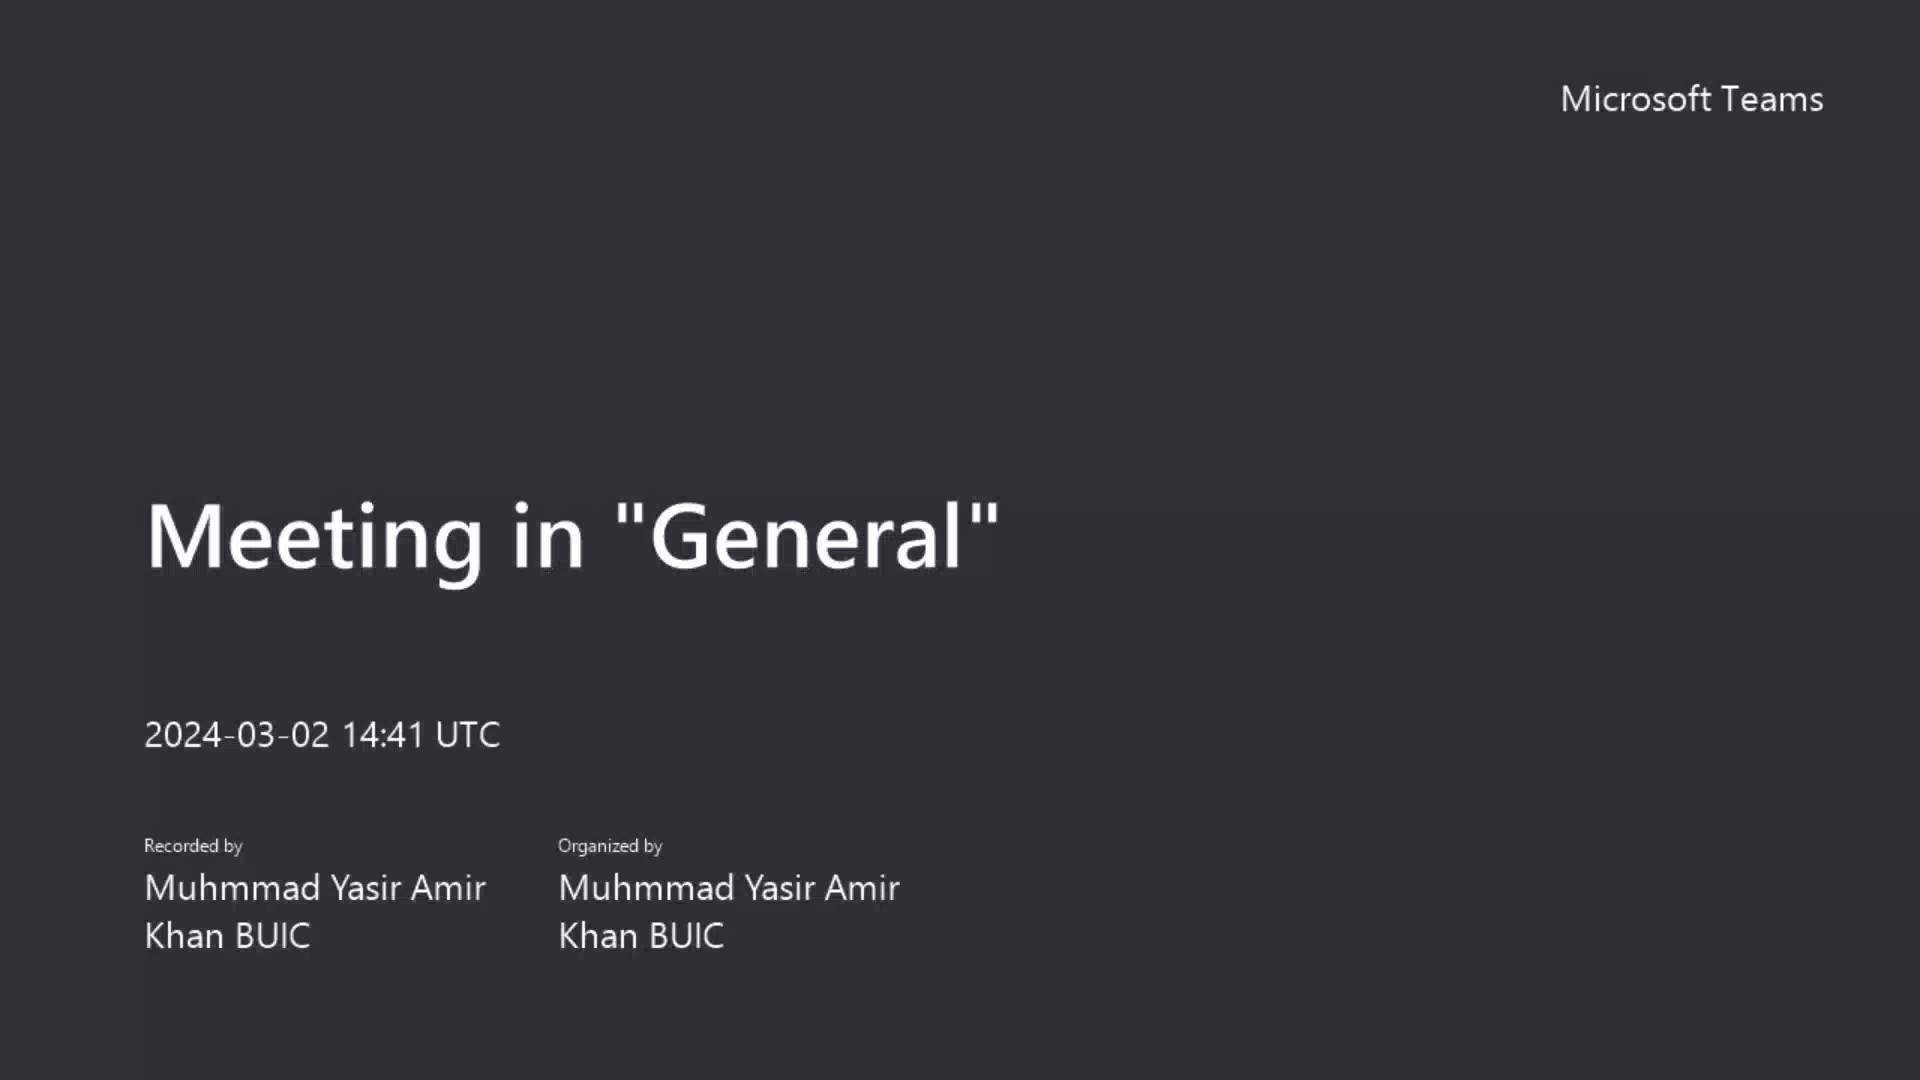 Microsoft Teams
Meeting in "General"
2024-03-02 14:41 UTC
Recorded by
Muhmmad Yasir Amir
Khan BUIC
Organized by
Muhmmad Yasir Amir
Khan BUIC